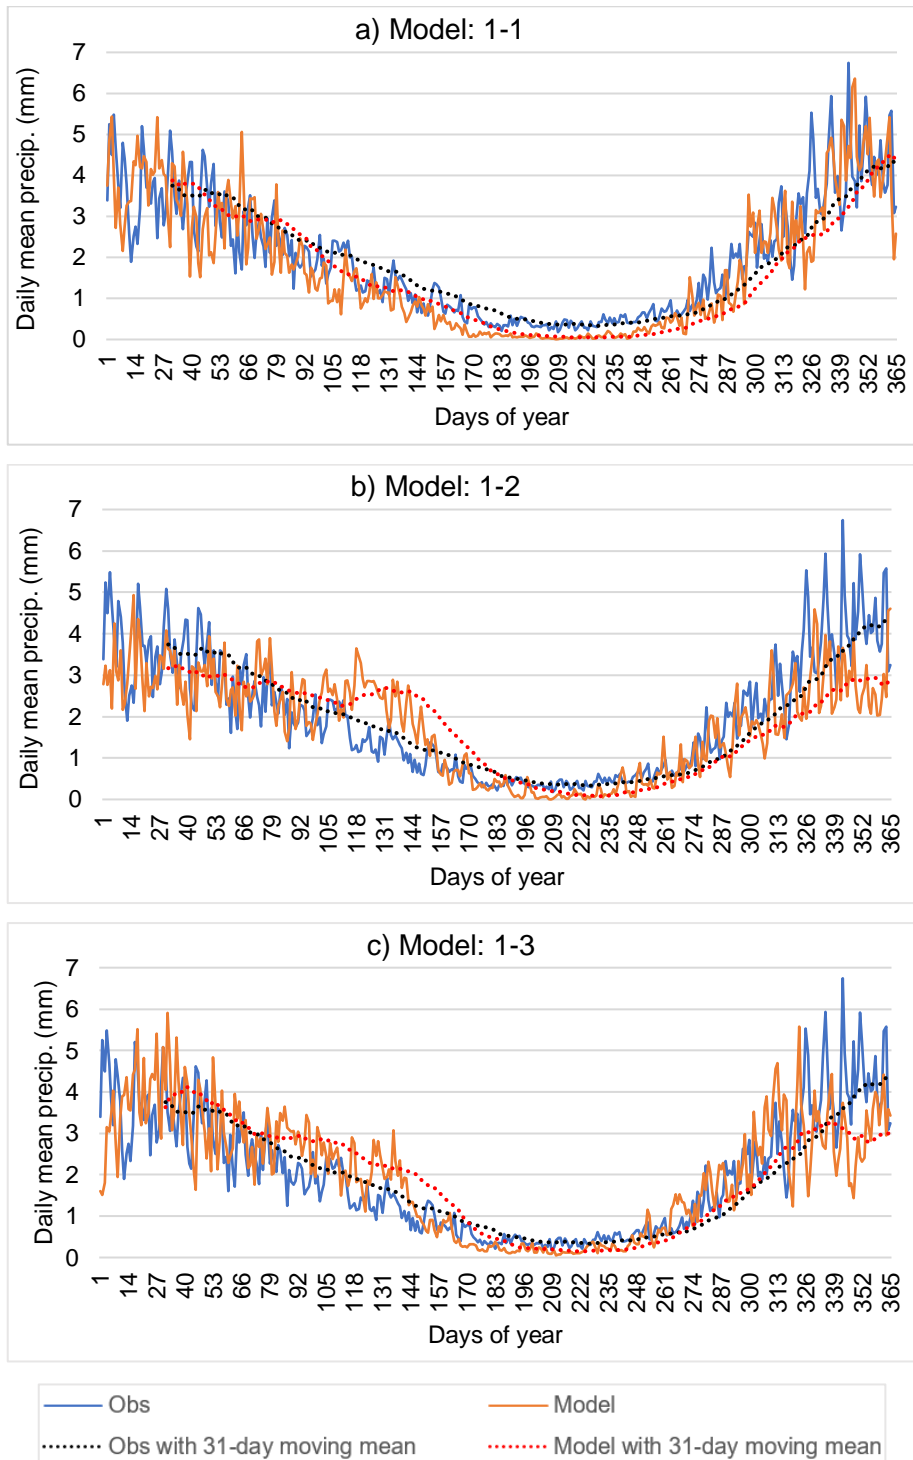 a) Model: 1-1
Daily mean precip. (mm)
7
6
5
4
3
2
1
0
1 14 27 40 53 66 79 92 105 118 131 144 157 170 183 196 209 222 235 248 261 274 287 300 313 326 339 352 365
Days of year
b) Model: 1-2
Daily mean precip. (mm)
7
6
5
4
3
2
1
0
1 14 27 40 53 66 79 92 105 118 131 144 157 170 183 196 209 222 235 248 261 274 287 300 313 326 339 352 365
Days of year
c) Model: 1-3
Daily mean precip. (mm)
7
6
5
4
3
2
1
0
1 14 27 40 53 66 79 92 105 118 131 144 157 170 183 196 209 222 235 248 261 274 287 300 313 326 339 352 365
Days of year
Obs Model
Obs with 31-day moving mean Model with 31-day moving mean